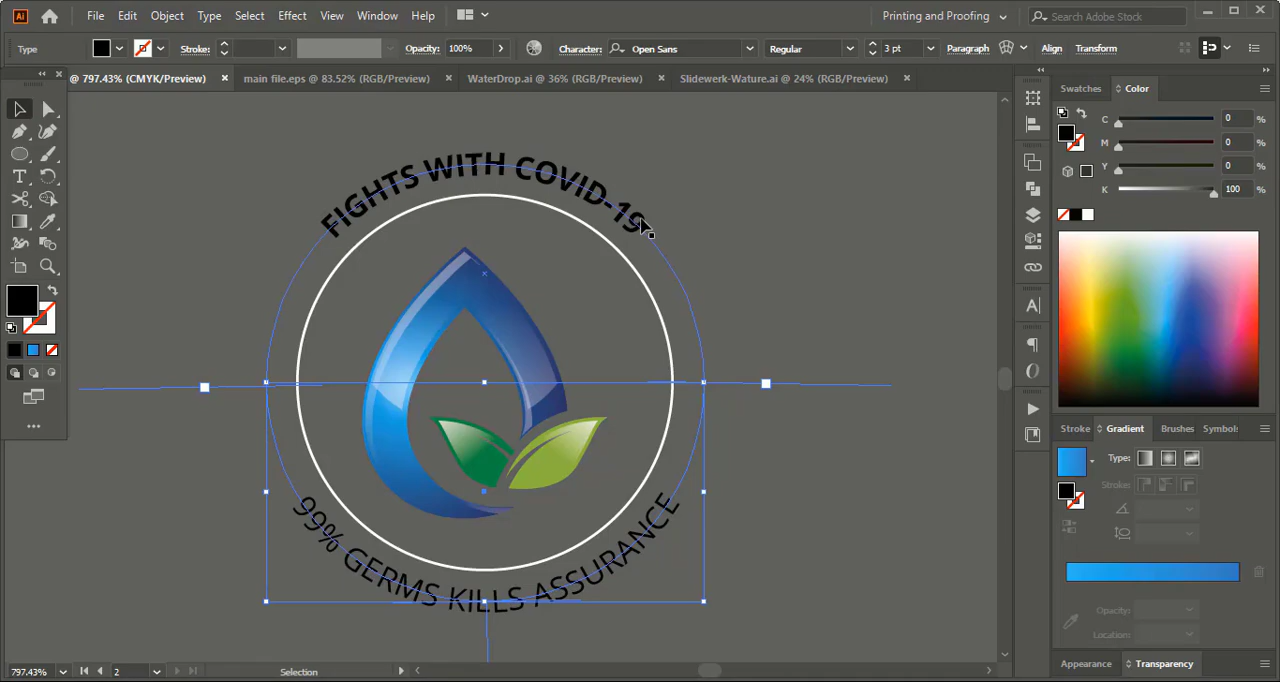 Ai File Edit Object Type Select Effect View Window Help Printing and Proofing Search Adobe Stock
Type Stroke: Opacity: 100% Character: Open Sans Regular 3 pt Paragraph Align Transform
@ 797.43% (CMYK/Preview) × main file.eps @ 83.52% (RGB/Preview) × WaterDrop.ai @ 36% (RGB/Preview) × Slidewerk-Wature.ai @ 24% (RGB/Preview) ×
Swatches Color
C 0 %
M 0 %
Y 0 %
K 100 %
FIGHTS WITH COVID-19
99% GERMS KILLS ASSURANCE
Stroke Gradient Brushes Symbols
Type:
Stroke:
Opacity:
Location:
Appearance Transparency
797.43% 2 Selection